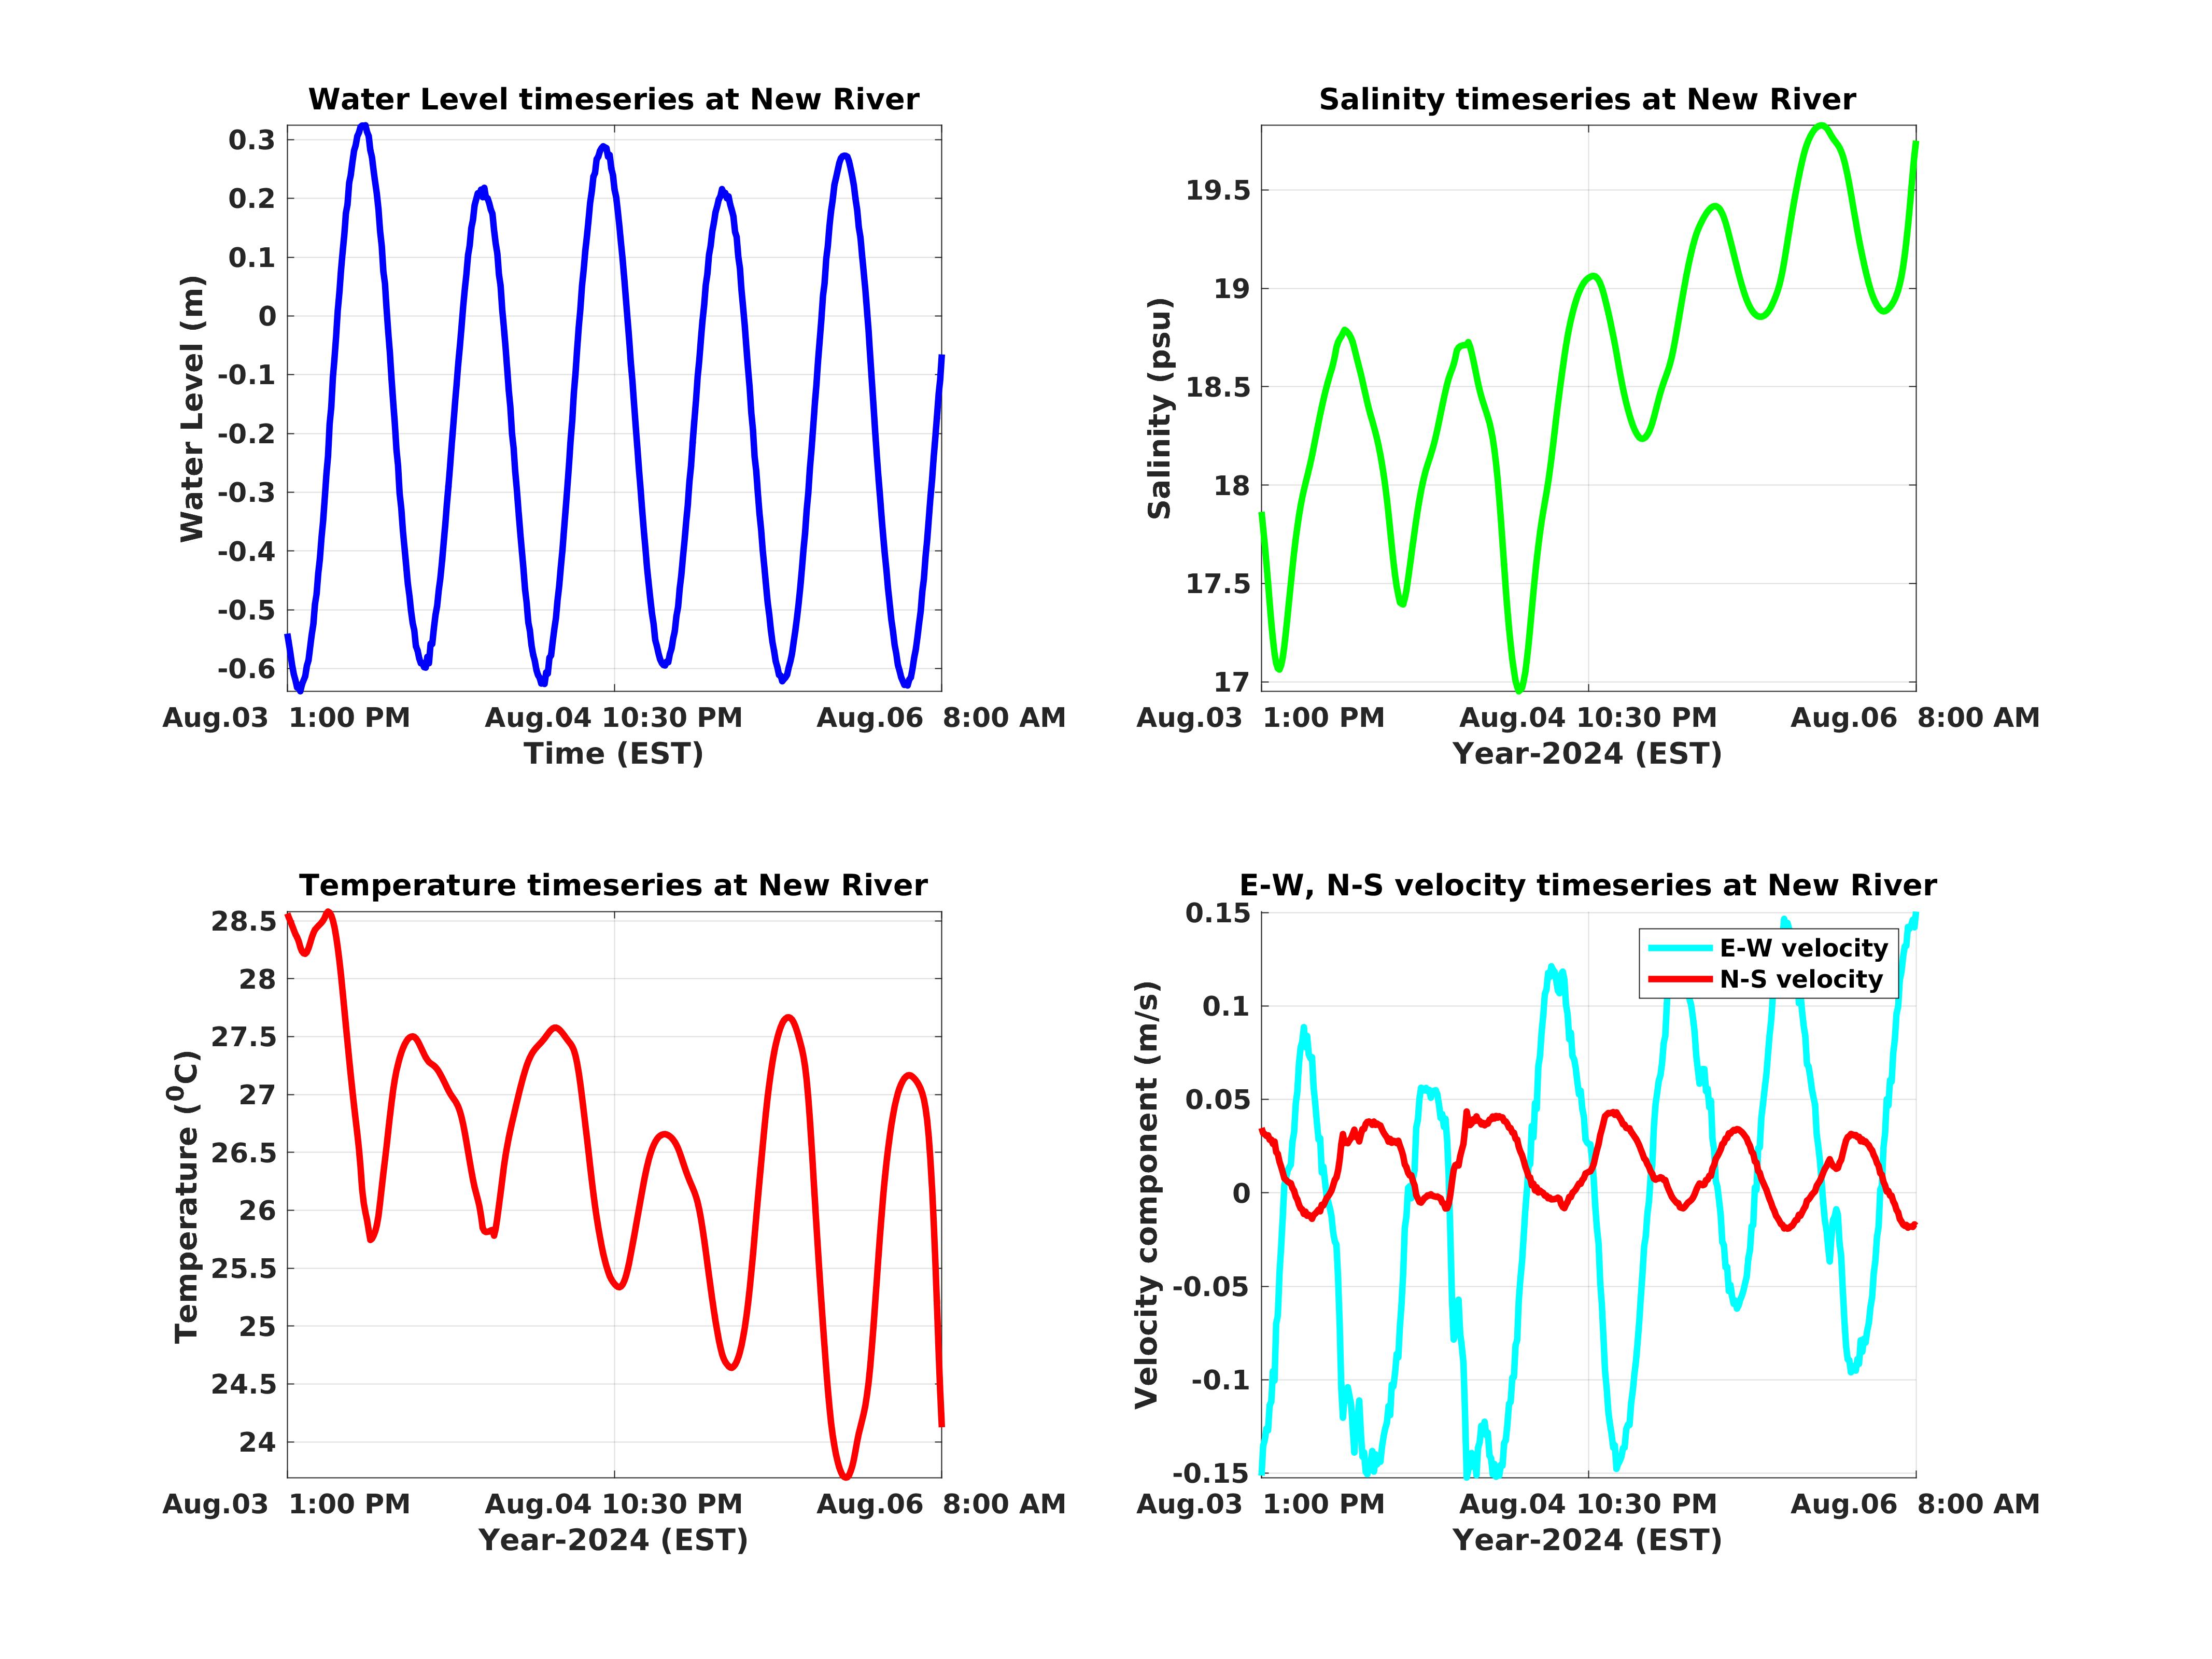 Water Level timeseries at New River
0.3
0.2
0.1
0
-0.1
-0.2
-0.3
-0.4
-0.5
-0.6
Water Level (m)
Aug.03 1:00 PM Aug.04 10:30 PM Aug.06 8:00 AM
Time (EST)
Salinity timeseries at New River
19.5
19
18.5
18
17.5
17
Salinity (psu)
Aug.03 1:00 PM Aug.04 10:30 PM Aug.06 8:00 AM
Year-2024 (EST)
Temperature timeseries at New River
28.5
28
27.5
27
26.5
26
25.5
25
24.5
24
Temperature (⁰C)
Aug.03 1:00 PM Aug.04 10:30 PM Aug.06 8:00 AM
Year-2024 (EST)
E-W, N-S velocity timeseries at New River
0.15
0.1
0.05
0
-0.05
-0.1
-0.15
Velocity component (m/s)
E-W velocity
N-S velocity
Aug.03 1:00 PM Aug.04 10:30 PM Aug.06 8:00 AM
Year-2024 (EST)